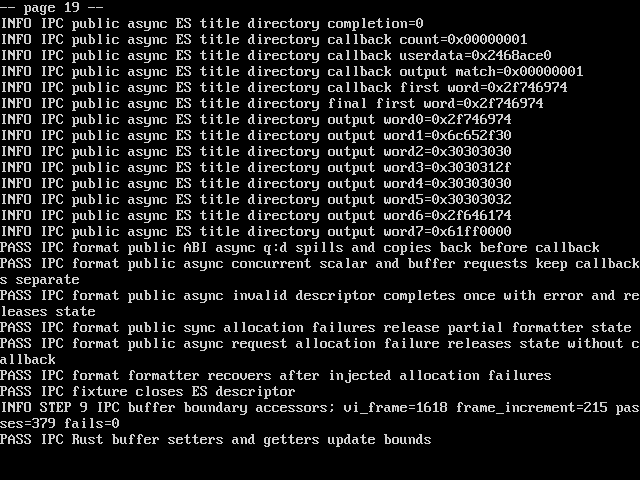 -- page 19 --
INFO IPC public async ES title directory completion=0
INFO IPC public async ES title directory callback count=0x00000001
INFO IPC public async ES title directory callback userdata=0x2468ace0
INFO IPC public async ES title directory callback output match=0x00000001
INFO IPC public async ES title directory callback first word=0x2f746974
INFO IPC public async ES title directory final first word=0x2f746974
INFO IPC public async ES title directory output word0=0x2f746974
INFO IPC public async ES title directory output word1=0x6c652f30
INFO IPC public async ES title directory output word2=0x30303030
INFO IPC public async ES title directory output word3=0x3030312f
INFO IPC public async ES title directory output word4=0x30303030
INFO IPC public async ES title directory output word5=0x30303032
INFO IPC public async ES title directory output word6=0x2f646174
INFO IPC public async ES title directory output word7=0x61ff0000
PASS IPC format public ABI async q:d spills and copies back before callback
PASS IPC format public async concurrent scalar and buffer requests keep callback
s separate
PASS IPC format public async invalid descriptor completes once with error and re
leases state
PASS IPC format public sync allocation failures release partial formatter state
PASS IPC format public async request allocation failure releases state without c
allback
PASS IPC format formatter recovers after injected allocation failures
PASS IPC fixture closes ES descriptor
INFO STEP 9 IPC buffer boundary accessors; vi_frame=1618 frame_increment=215 pas
ses=379 fails=0
PASS IPC Rust buffer setters and getters update bounds